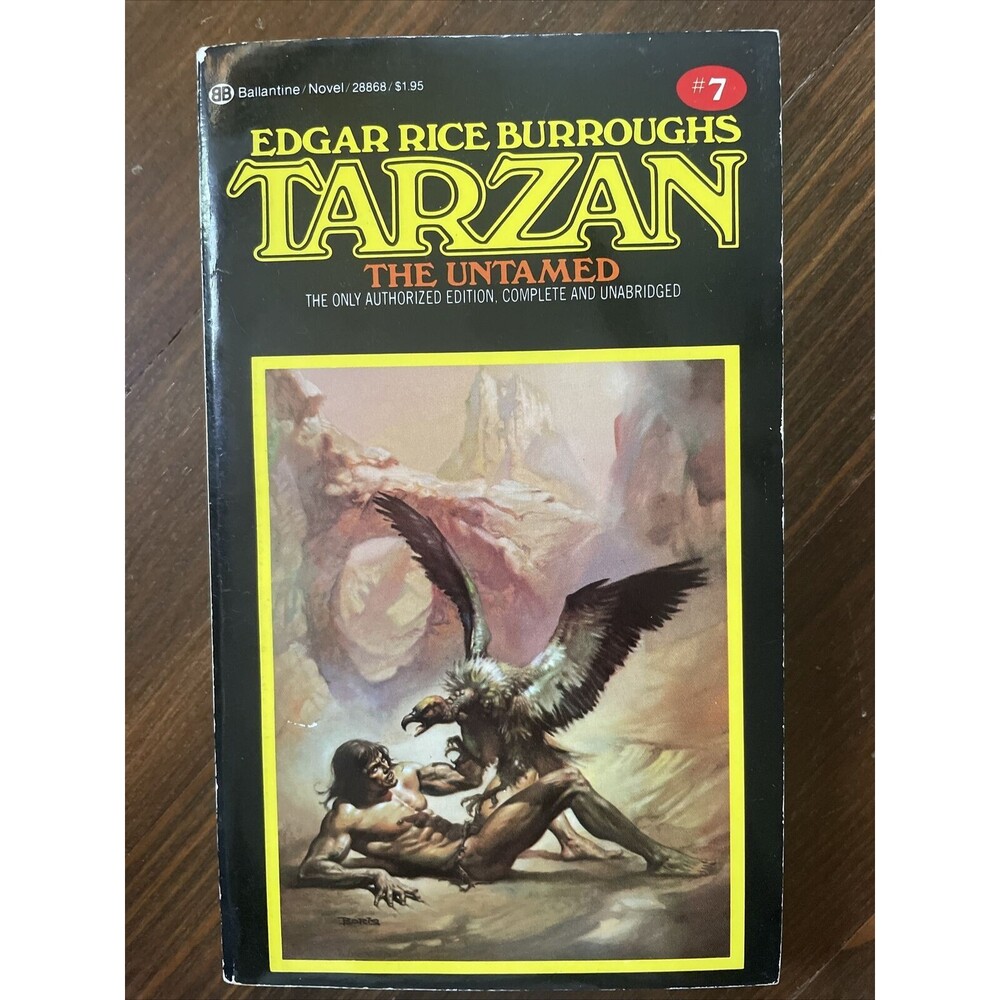 BB Ballantine/Novel/28868/$1.95
#7
EDGAR RICE BURROUGHS
TARZAN
THE UNTAMED
THE ONLY AUTHORIZED EDITION, COMPLETE AND UNABRIDGED
BORIS